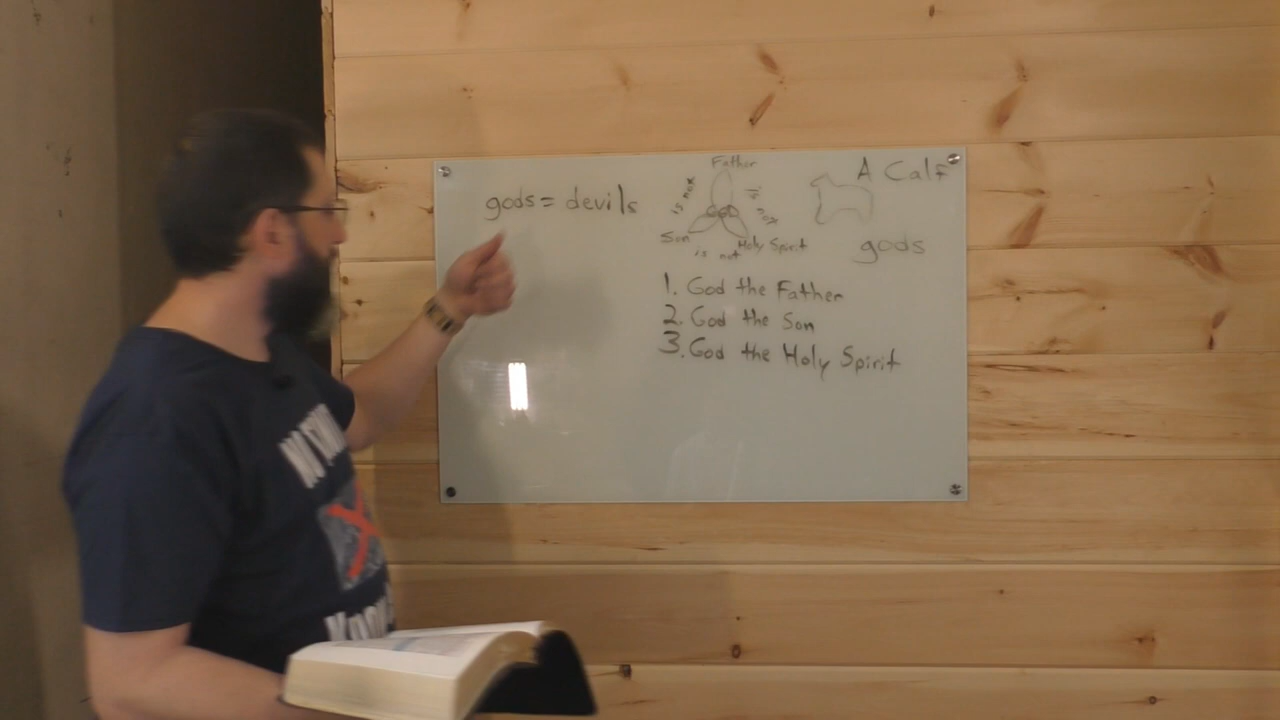 gods = devils
Father
is not
is not
God
Son
Holy Spirit
is not
A Calf
gods
1. God the Father
2. God the Son
3. God the Holy Spirit